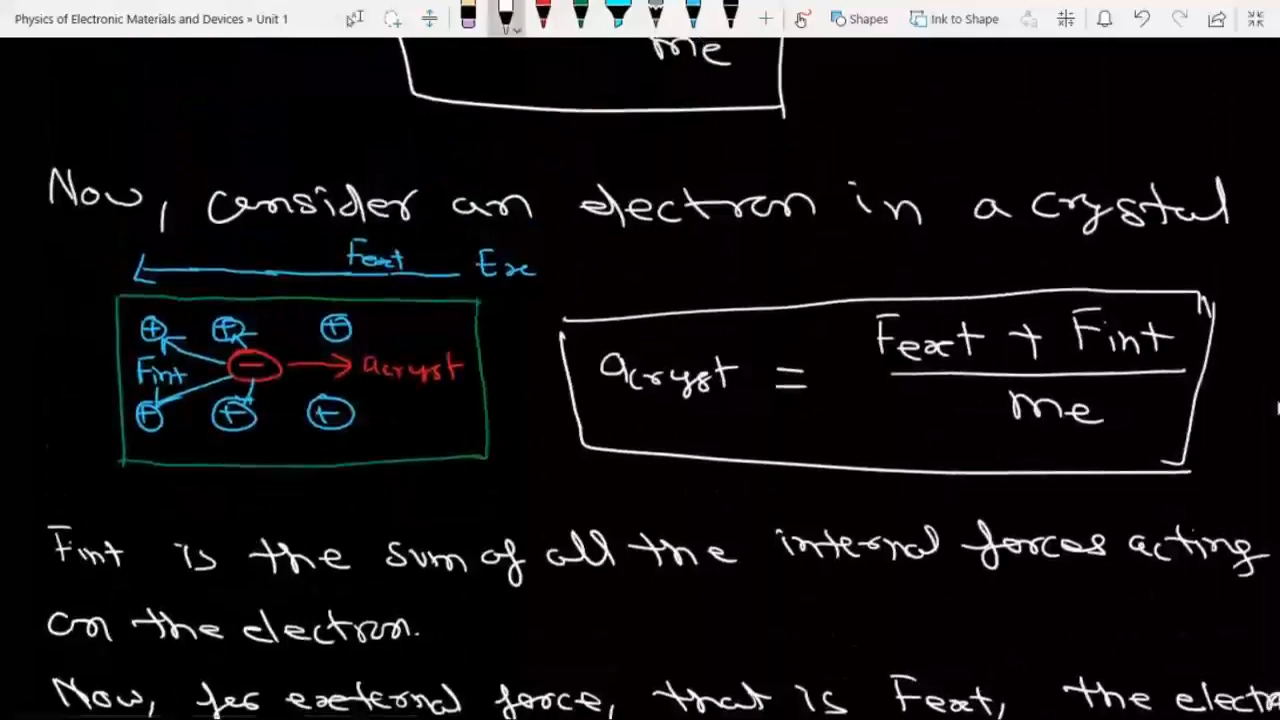 Physics of Electronic Materials and Devices » Unit 1
Shapes
Ink to Shape
me
Now, consider an electron in a crystal
Fext Ex
+ + +
Fint − acryst
+ + +
acryst = Fext + Fint
me
Fint is the sum of all the internal forces acting
on the electron.
Now, for external force, that is Fext, the electr